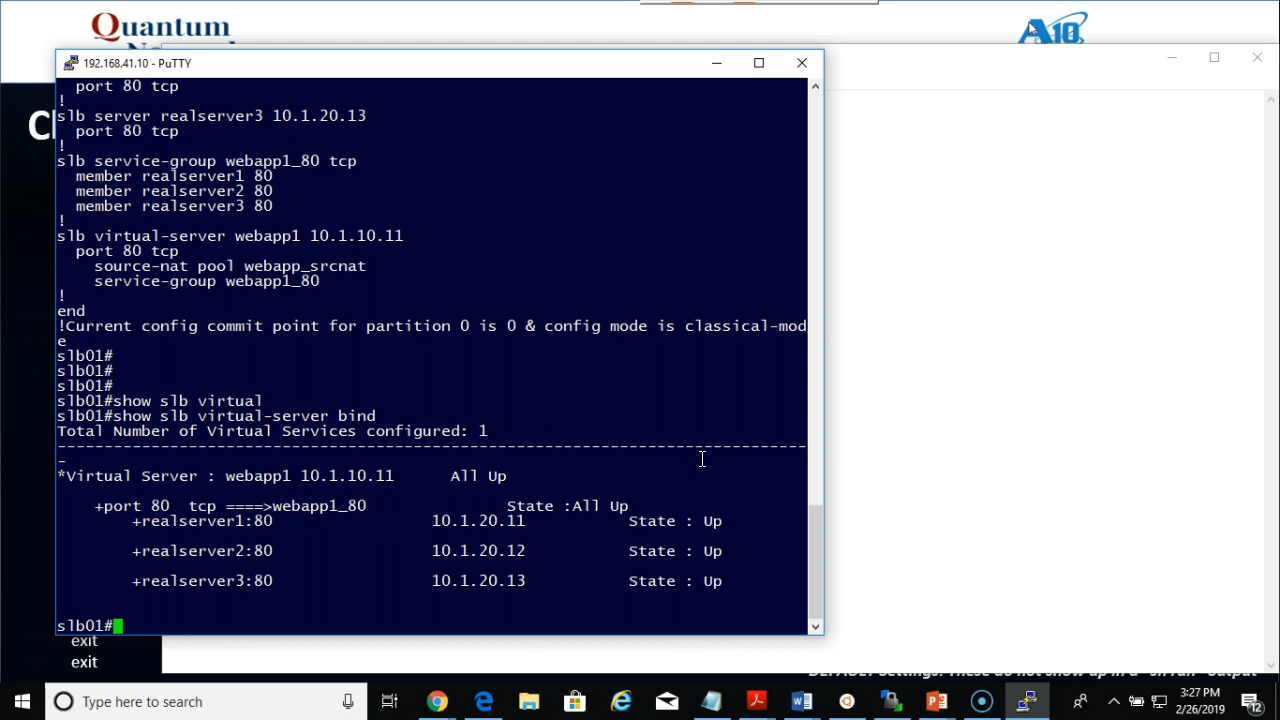 Quantum
A10
192.168.41.10 - PuTTY
port 80 tcp
!
slb server realserver3 10.1.20.13
port 80 tcp
!
slb service-group webapp1_80 tcp
member realserver1 80
member realserver2 80
member realserver3 80
!
slb virtual-server webapp1 10.1.10.11
port 80 tcp
source-nat pool webapp_srcnat
service-group webapp1_80
!
end
!Current config commit point for partition 0 is 0 & config mode is classical-mod
e
slb01#
slb01#
slb01#
slb01#show slb virtual
slb01#show slb virtual-server bind
Total Number of Virtual Services configured: 1
--------------------------------------------------------------------------------
-
*Virtual Server : webapp1 10.1.10.11 All Up
+port 80 tcp ====>webapp1_80 State :All Up
+realserver1:80 10.1.20.11 State : Up
+realserver2:80 10.1.20.12 State : Up
+realserver3:80 10.1.20.13 State : Up
slb01#
exit
exit
Type here to search
3:27 PM
2/26/2019
12